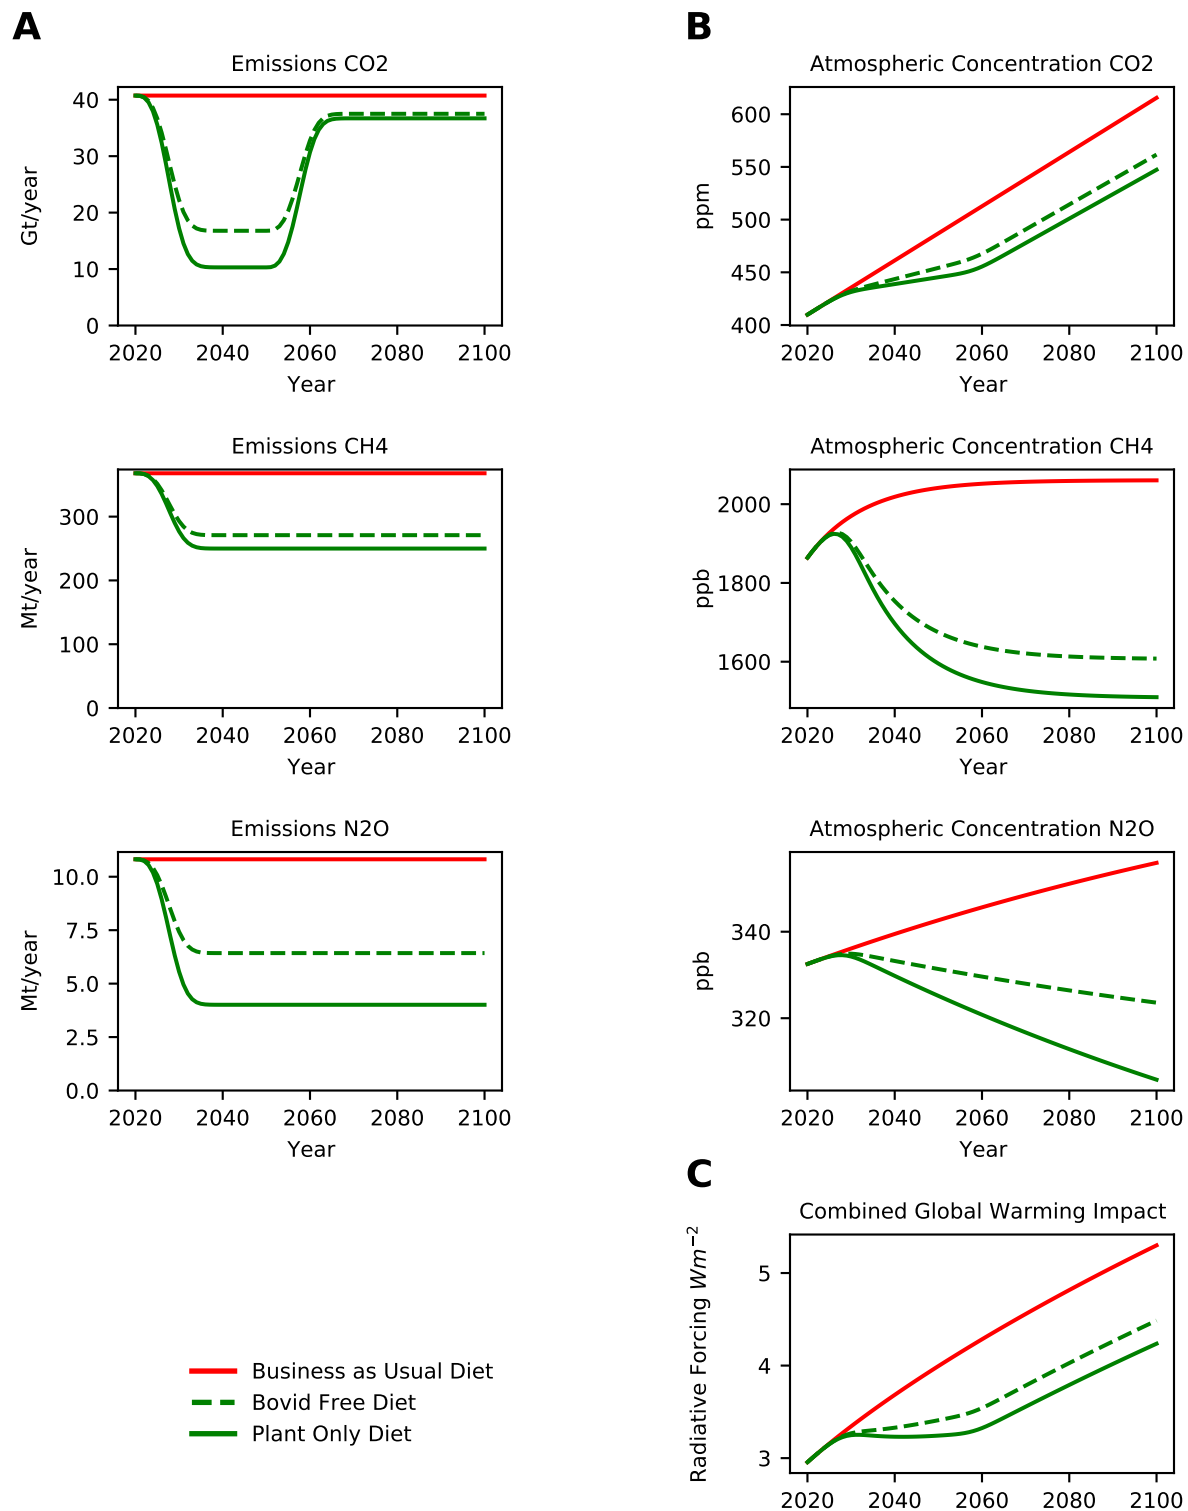 A
B
Emissions CO2
Atmospheric Concentration CO2
Gt/year
40
30
20
10
0
2020 2040 2060 2080 2100
Year
ppm
600
550
500
450
400
2020 2040 2060 2080 2100
Year
Emissions CH4
Atmospheric Concentration CH4
Mt/year
300
200
100
0
2020 2040 2060 2080 2100
Year
ppb
2000
1800
1600
2020 2040 2060 2080 2100
Year
Emissions N2O
Atmospheric Concentration N2O
Mt/year
10.0
7.5
5.0
2.5
0.0
2020 2040 2060 2080 2100
Year
ppb
340
320
2020 2040 2060 2080 2100
Year
C
Combined Global Warming Impact
Radiative Forcing Wm⁻²
5
4
3
2020 2040 2060 2080 2100
Business as Usual Diet
Bovid Free Diet
Plant Only Diet